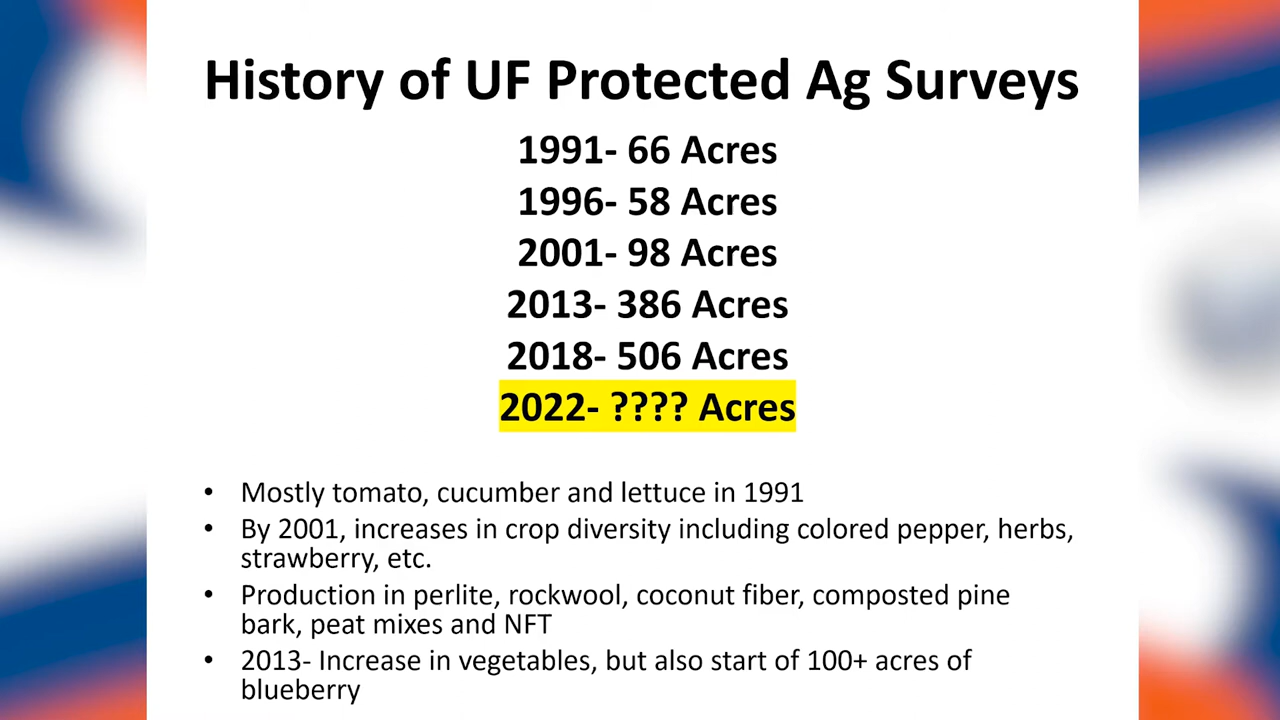 History of UF Protected Ag Surveys
1991- 66 Acres
1996- 58 Acres
2001- 98 Acres
2013- 386 Acres
2018- 506 Acres
2022- ???? Acres
• Mostly tomato, cucumber and lettuce in 1991
• By 2001, increases in crop diversity including colored pepper, herbs,
strawberry, etc.
• Production in perlite, rockwool, coconut fiber, composted pine
bark, peat mixes and NFT
• 2013- Increase in vegetables, but also start of 100+ acres of
blueberry